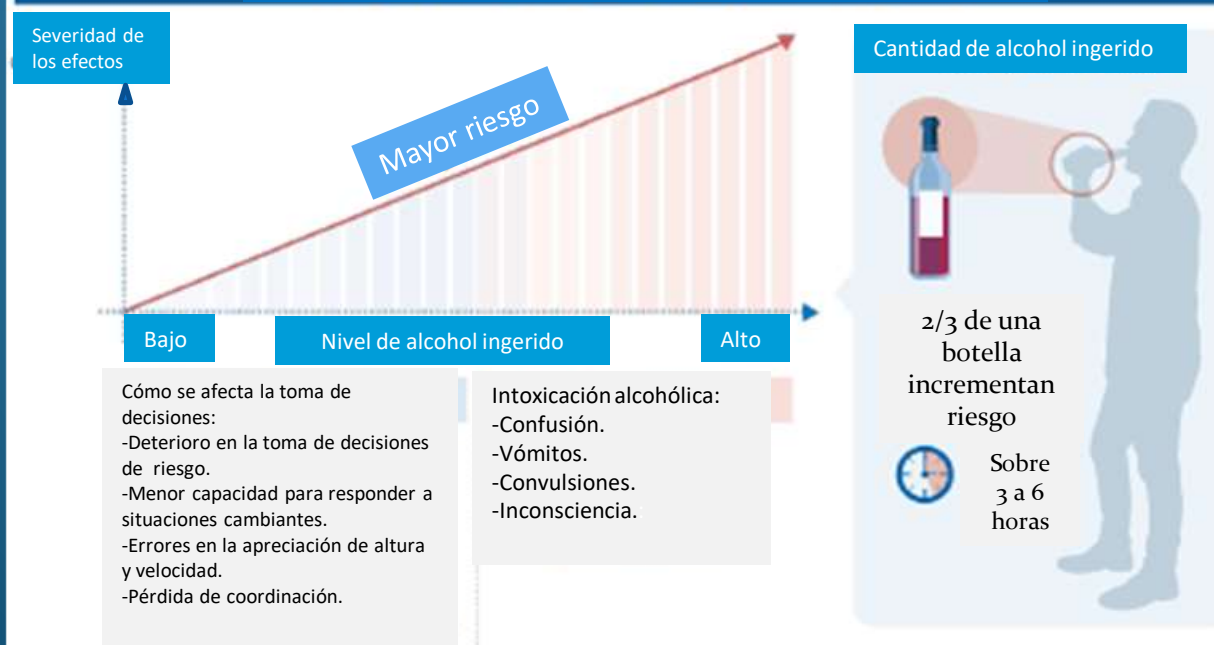 Severidad de
los efectos
Mayor riesgo
Bajo
Nivel de alcohol ingerido
Alto
Cómo se afecta la toma de
decisiones:
-Deterioro en la toma de decisiones
de riesgo.
-Menor capacidad para responder a
situaciones cambiantes.
-Errores en la apreciación de altura
y velocidad.
-Pérdida de coordinación.
Intoxicación alcohólica:
-Confusión.
-Vómitos.
-Convulsiones.
-Inconsciencia.
Cantidad de alcohol ingerido
2/3 de una
botella
incrementan
riesgo
Sobre
3 a 6
horas